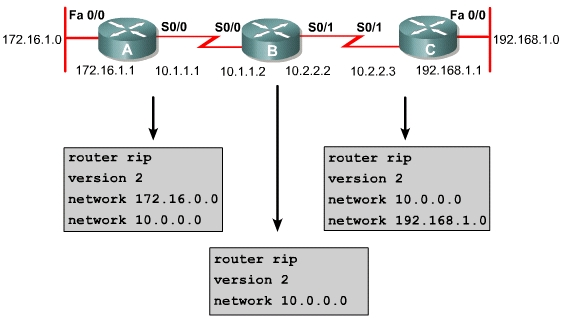 Fa 0/0
S0/0
S0/0
S0/1
S0/1
Fa 0/0
172.16.1.0
A
B
C
192.168.1.0
172.16.1.1
10.1.1.1
10.1.1.2
10.2.2.2
10.2.2.3
192.168.1.1
router rip
version 2
network 172.16.0.0
network 10.0.0.0
router rip
version 2
network 10.0.0.0
network 192.168.1.0
router rip
version 2
network 10.0.0.0